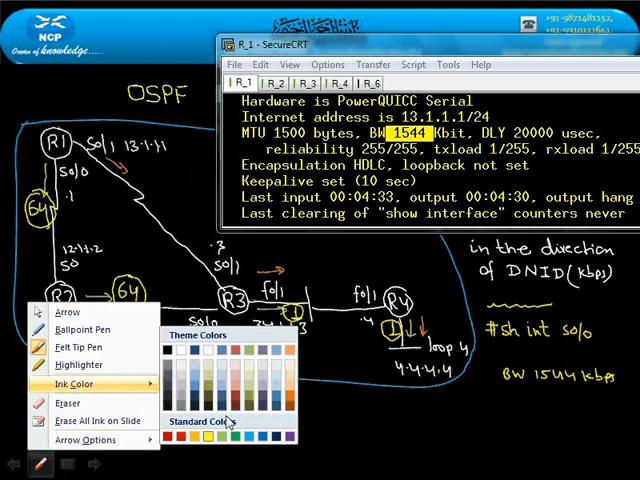 NCP
Ocean of knowledge.....
+91-9871481152,
R_1 - SecureCRT
File Edit View Options Transfer Script Tools Help
R_1 R_2 R_3 R_4 R_6
Hardware is PowerQUICC Serial
Internet address is 13.1.1.1/24
MTU 1500 bytes, BW 1544 Kbit, DLY 20000 usec,
reliability 255/255, txload 1/255, rxload 1/255
Encapsulation HDLC, loopback not set
Keepalive set (10 sec)
Last input 00:04:33, output 00:04:30, output hang
Last clearing of "show interface" counters never
OSPF
R1
S0/1 13.1.1.1
S0/0
.1
64
12.1.1.2
S0
R2
64
.3
S0/1
R3
f0/1
1
f0/1
.4
R4
1
loop 4
4.4.4.4
S0/0
in the direction
of DNID (kbps)
#sh int S0/0
BW 1544 kbps
Arrow
Ballpoint Pen
Felt Tip Pen
Highlighter
Ink Color
Eraser
Erase All Ink on Slide
Arrow Options
Theme Colors
Standard Colors